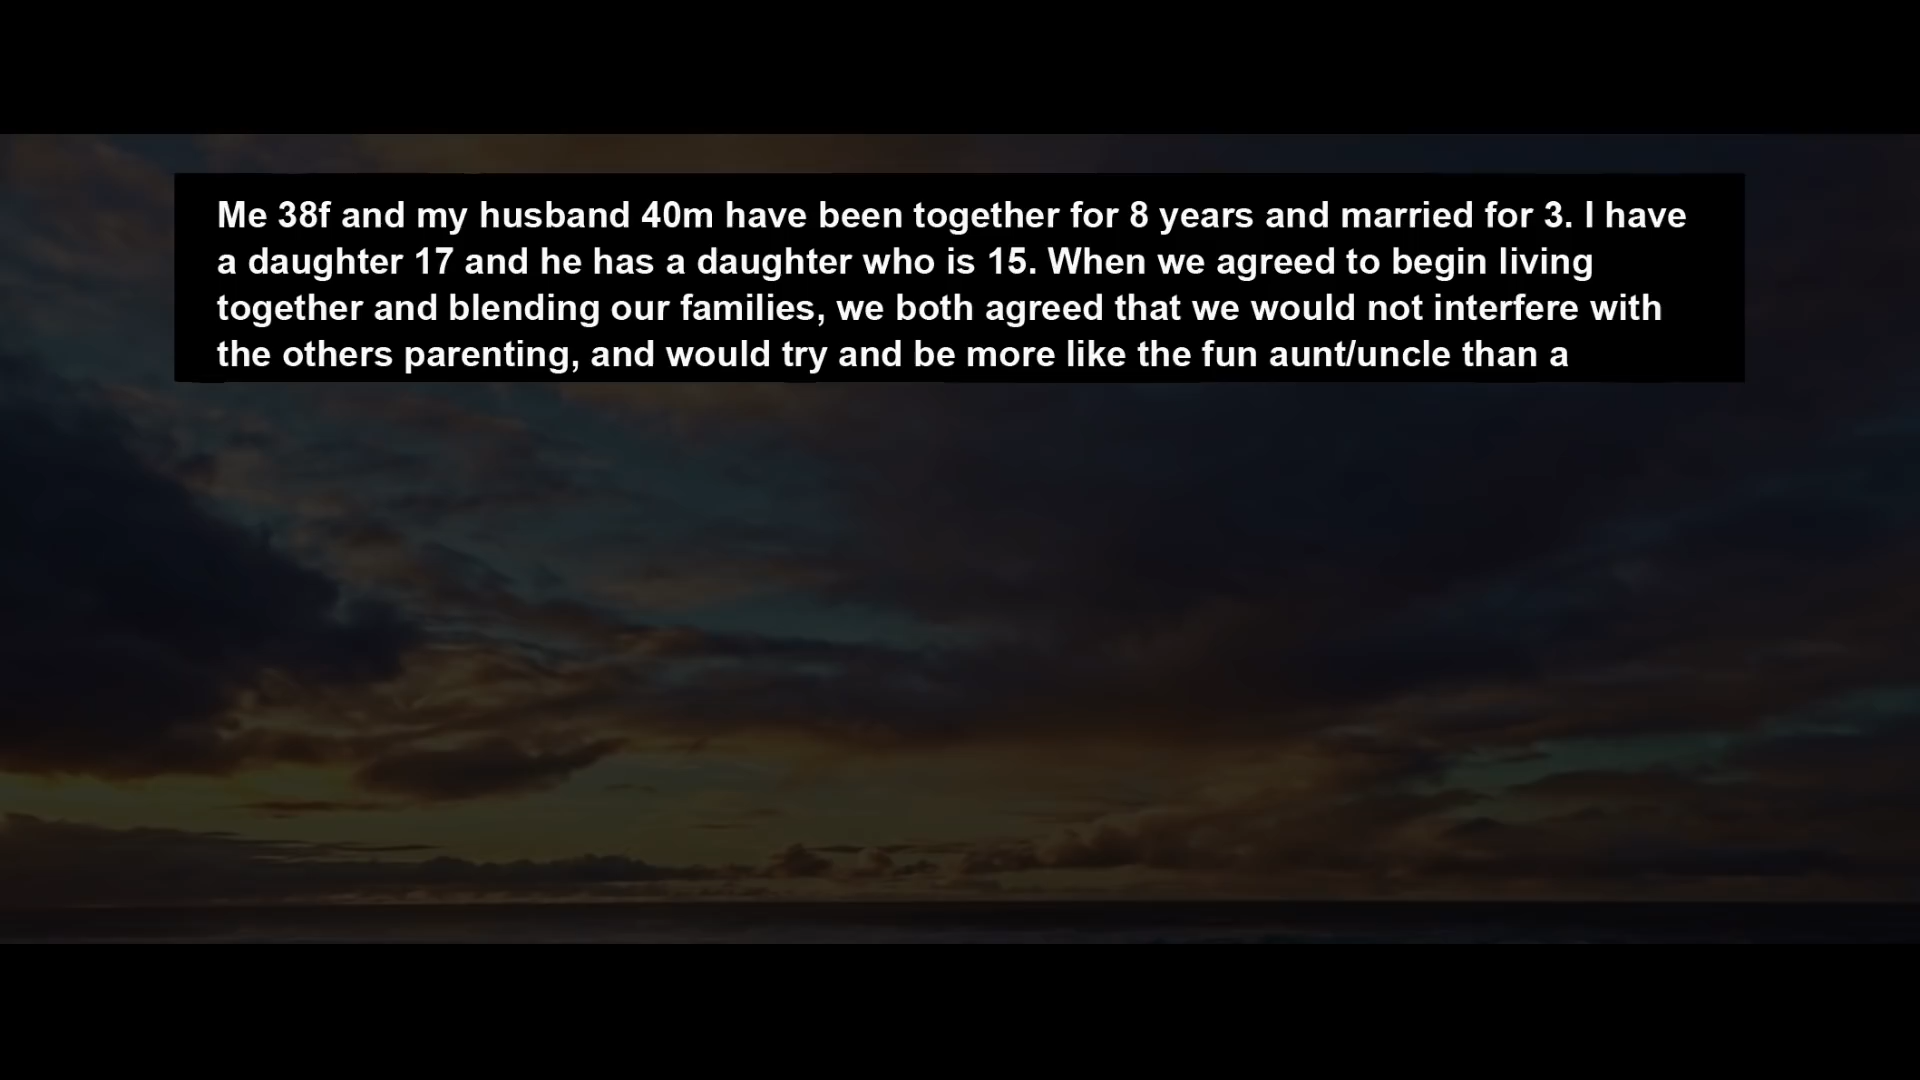 Me 38f and my husband 40m have been together for 8 years and married for 3. I have
a daughter 17 and he has a daughter who is 15. When we agreed to begin living
together and blending our families, we both agreed that we would not interfere with
the others parenting, and would try and be more like the fun aunt/uncle than a